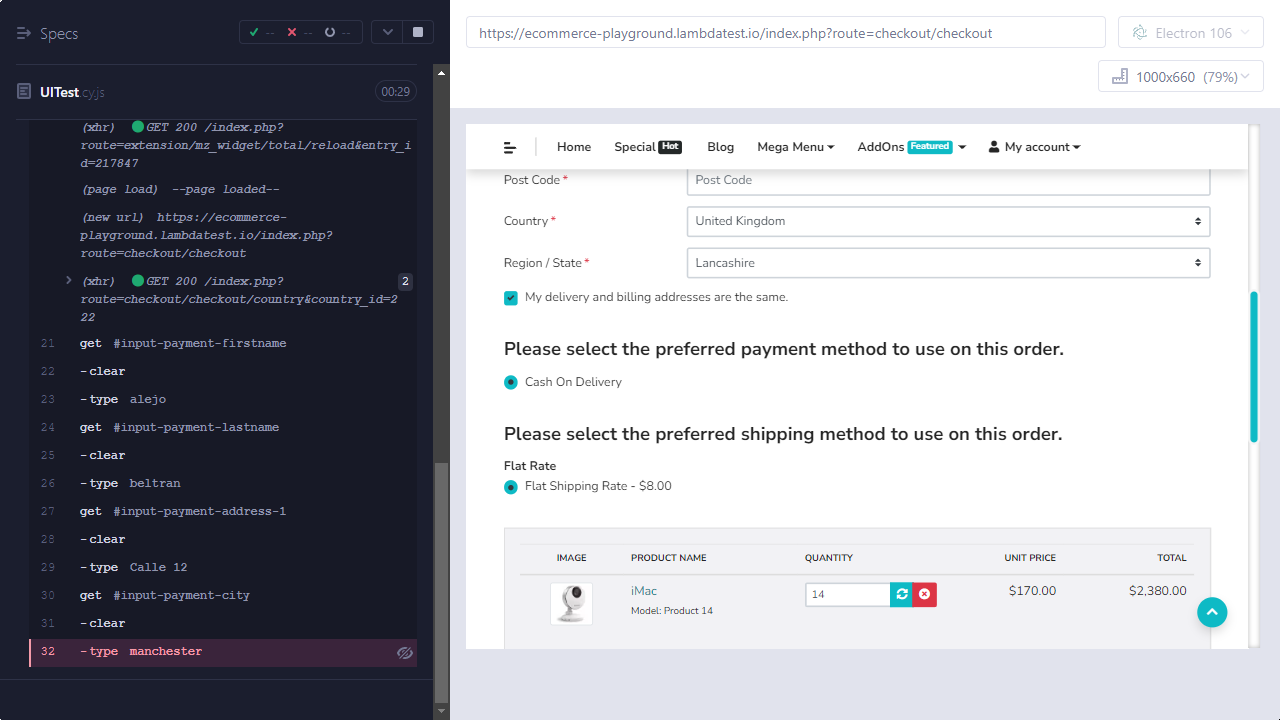 Specs
-- -- --
UITest.cy.js
00:29
(xhr) GET 200 /index.php?
route=extension/mz_widget/total/reload&entry_i
d=217847
(page load) --page loaded--
(new url) https://ecommerce-
playground.lambdatest.io/index.php?
route=checkout/checkout
(xhr) GET 200 /index.php? 2
route=checkout/checkout/country&country_id=2
22
21 get #input-payment-firstname
22 -clear
23 -type alejo
24 get #input-payment-lastname
25 -clear
26 -type beltran
27 get #input-payment-address-1
28 -clear
29 -type Calle 12
30 get #input-payment-city
31 -clear
32 -type manchester
https://ecommerce-playground.lambdatest.io/index.php?route=checkout/checkout
Electron 106
1000x660 (79%)
Home Special Hot Blog Mega Menu AddOns Featured My account
Post Code* Post Code
Country* United Kingdom
Region / State* Lancashire
My delivery and billing addresses are the same.
Please select the preferred payment method to use on this order.
Cash On Delivery
Please select the preferred shipping method to use on this order.
Flat Rate
Flat Shipping Rate - $8.00
IMAGE PRODUCT NAME QUANTITY UNIT PRICE TOTAL
iMac 14 $170.00 $2,380.00
Model: Product 14